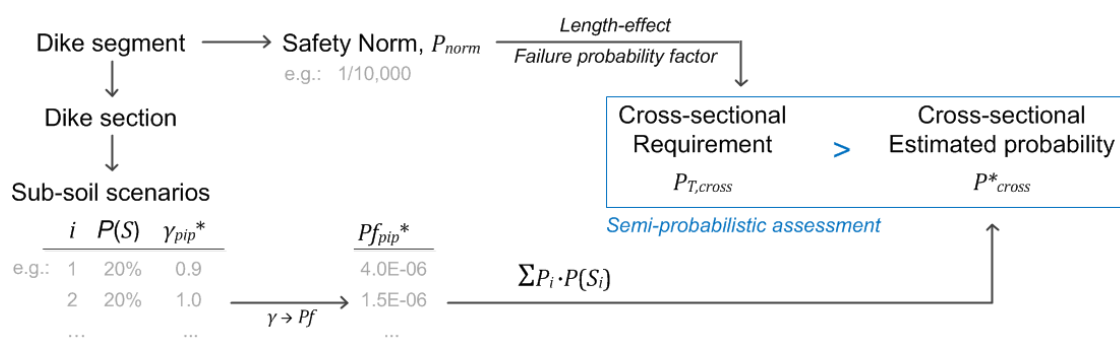 Dike segment
Safety Norm, Pnorm
e.g.: 1/10,000
Length-effect
Failure probability factor
Dike section
Cross-sectional
Requirement
PT,cross
>
Cross-sectional
Estimated probability
P*cross
Semi-probabilistic assessment
Sub-soil scenarios
i P(S) γpip* Pfpip*
e.g.: 1 20% 0.9 4.0E-06
2 20% 1.0 1.5E-06
... ... ...
γ → Pf
ΣPi·P(Si)